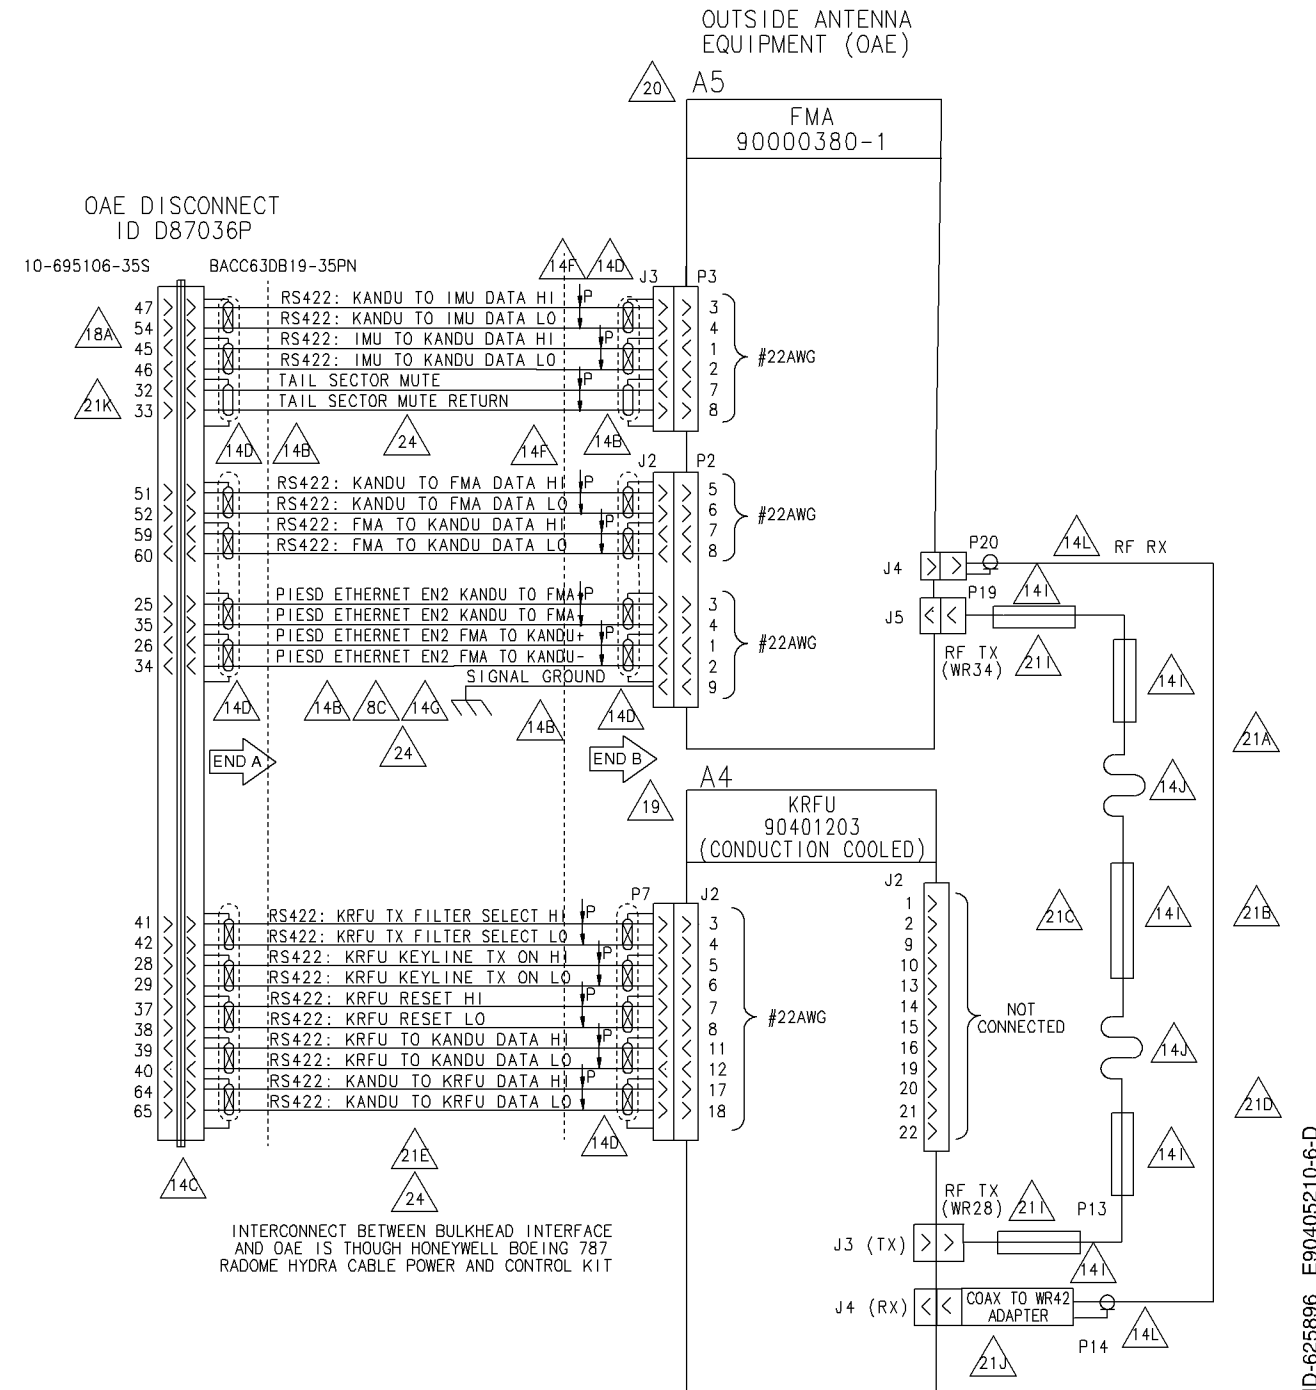 OUTSIDE ANTENNA
EQUIPMENT (OAE)
20
A5
FMA
90000380-1
OAE DISCONNECT
ID D87036P
10-695106-35S
BACC63DB19-35PN
14F
14D
J3
P3
18A
21K
47
RS422: KANDU TO IMU DATA HI
P
3
54
RS422: KANDU TO IMU DATA LO
4
45
RS422: IMU TO KANDU DATA HI
P
1
46
RS422: IMU TO KANDU DATA LO
2
32
TAIL SECTOR MUTE
P
7
33
TAIL SECTOR MUTE RETURN
8
#22AWG
14D
14B
24
14F
14B
J2
P2
51
RS422: KANDU TO FMA DATA HI
P
5
52
RS422: KANDU TO FMA DATA LO
6
59
RS422: FMA TO KANDU DATA HI
P
7
60
RS422: FMA TO KANDU DATA LO
8
#22AWG
25
PIESD ETHERNET EN2 KANDU TO FMA+
P
3
35
PIESD ETHERNET EN2 KANDU TO FMA-
4
26
PIESD ETHERNET EN2 FMA TO KANDU+
P
1
34
PIESD ETHERNET EN2 FMA TO KANDU-
2
SIGNAL GROUND
9
#22AWG
14D
14B
8C
14G
14B
14D
24
END A
END B
J4
P20
14L
RF RX
J5
P19
14I
RF TX
(WR34)
21I
14I
21A
14J
19
A4
KRFU
90401203
(CONDUCTION COOLED)
P7
J2
41
RS422: KRFU TX FILTER SELECT HI
P
3
42
RS422: KRFU TX FILTER SELECT LO
4
28
RS422: KRFU KEYLINE TX ON HI
P
5
29
RS422: KRFU KEYLINE TX ON LO
6
37
RS422: KRFU RESET HI
P
7
38
RS422: KRFU RESET LO
8
39
RS422: KRFU TO KANDU DATA HI
P
11
40
RS422: KRFU TO KANDU DATA LO
12
64
RS422: KANDU TO KRFU DATA HI
P
17
65
RS422: KANDU TO KRFU DATA LO
18
#22AWG
J2
1
2
9
10
13
14
15
16
19
20
21
22
NOT
CONNECTED
21C
14I
21B
14J
21D
14I
14C
21E
24
14D
INTERCONNECT BETWEEN BULKHEAD INTERFACE
AND OAE IS THOUGH HONEYWELL BOEING 787
RADOME HYDRA CABLE POWER AND CONTROL KIT
RF TX
(WR28)
21I
P13
J3 (TX)
14I
J4 (RX)
COAX TO WR42
ADAPTER
P14
14L
21J
ID-625896 E90405210-6-D